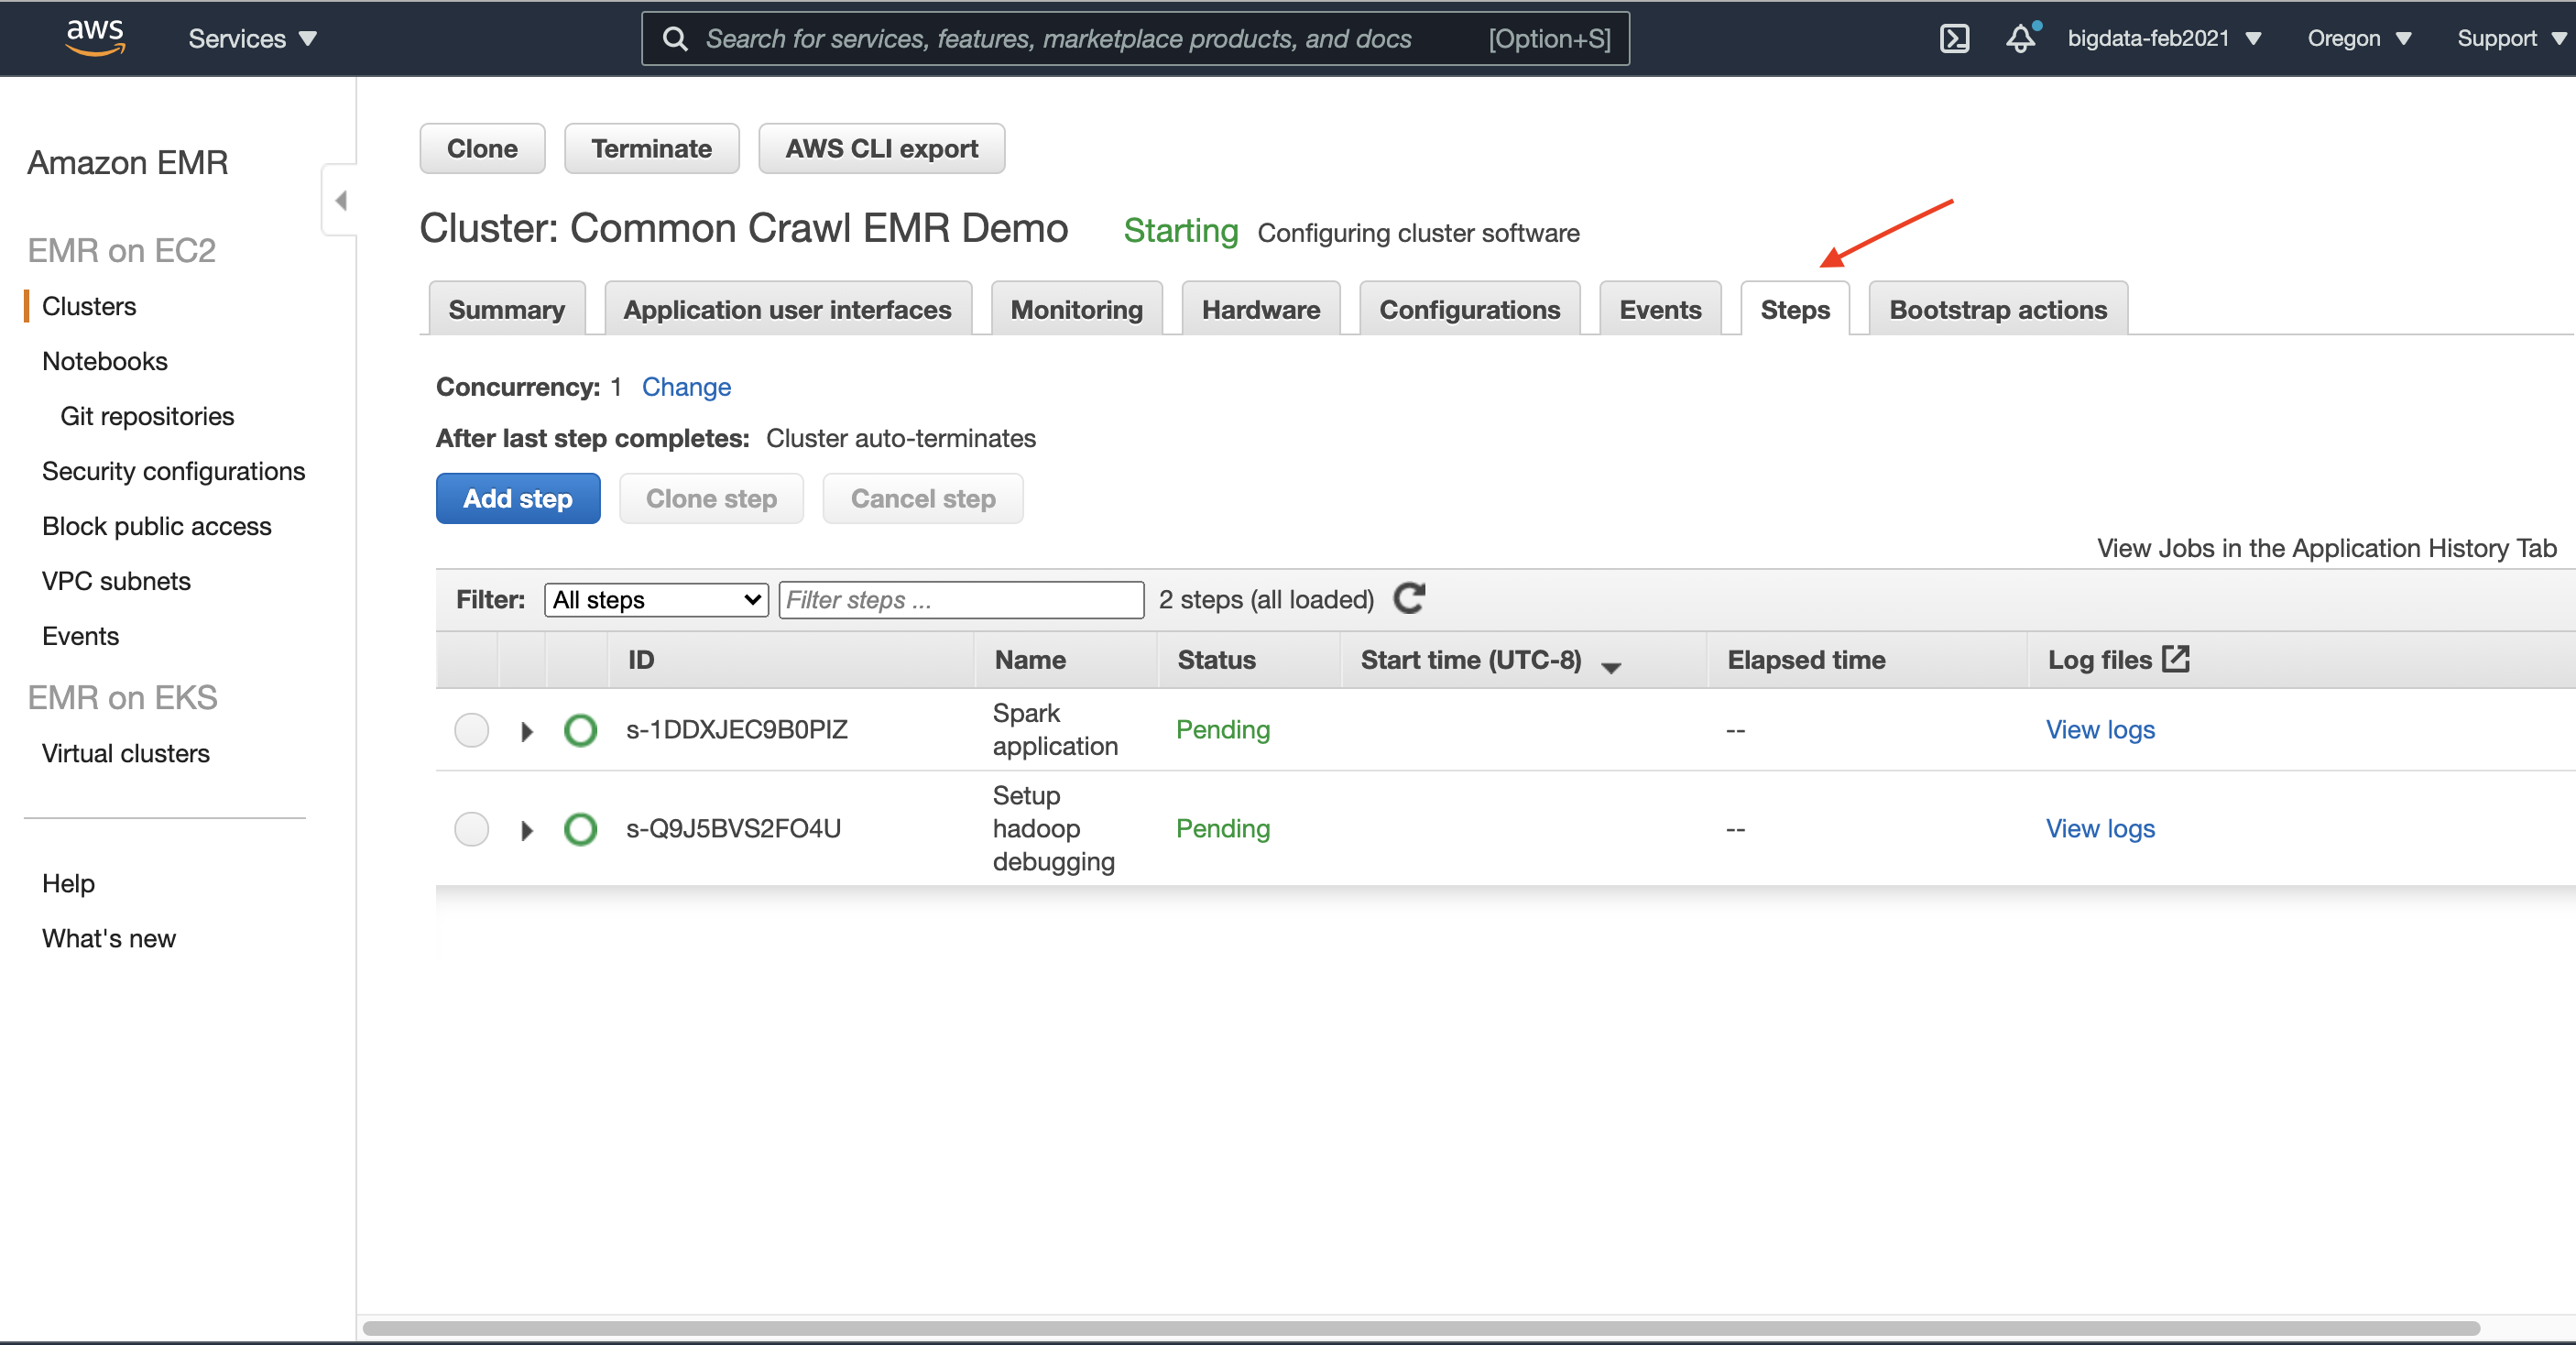 aws Services Search for services, features, marketplace products, and docs [Option+S] bigdata-feb2021 Oregon Support
Amazon EMR
EMR on EC2
Clusters
Notebooks
Git repositories
Security configurations
Block public access
VPC subnets
Events
EMR on EKS
Virtual clusters
Help
What's new
Clone Terminate AWS CLI export
Cluster: Common Crawl EMR Demo Starting Configuring cluster software
Summary Application user interfaces Monitoring Hardware Configurations Events Steps Bootstrap actions
Concurrency: 1 Change
After last step completes: Cluster auto-terminates
Add step Clone step Cancel step
View Jobs in the Application History Tab
Filter: All steps Filter steps ... 2 steps (all loaded)
ID Name Status Start time (UTC-8) Elapsed time Log files
s-1DDXJEC9B0PIZ Spark application Pending -- View logs
s-Q9J5BVS2FO4U Setup hadoop debugging Pending -- View logs